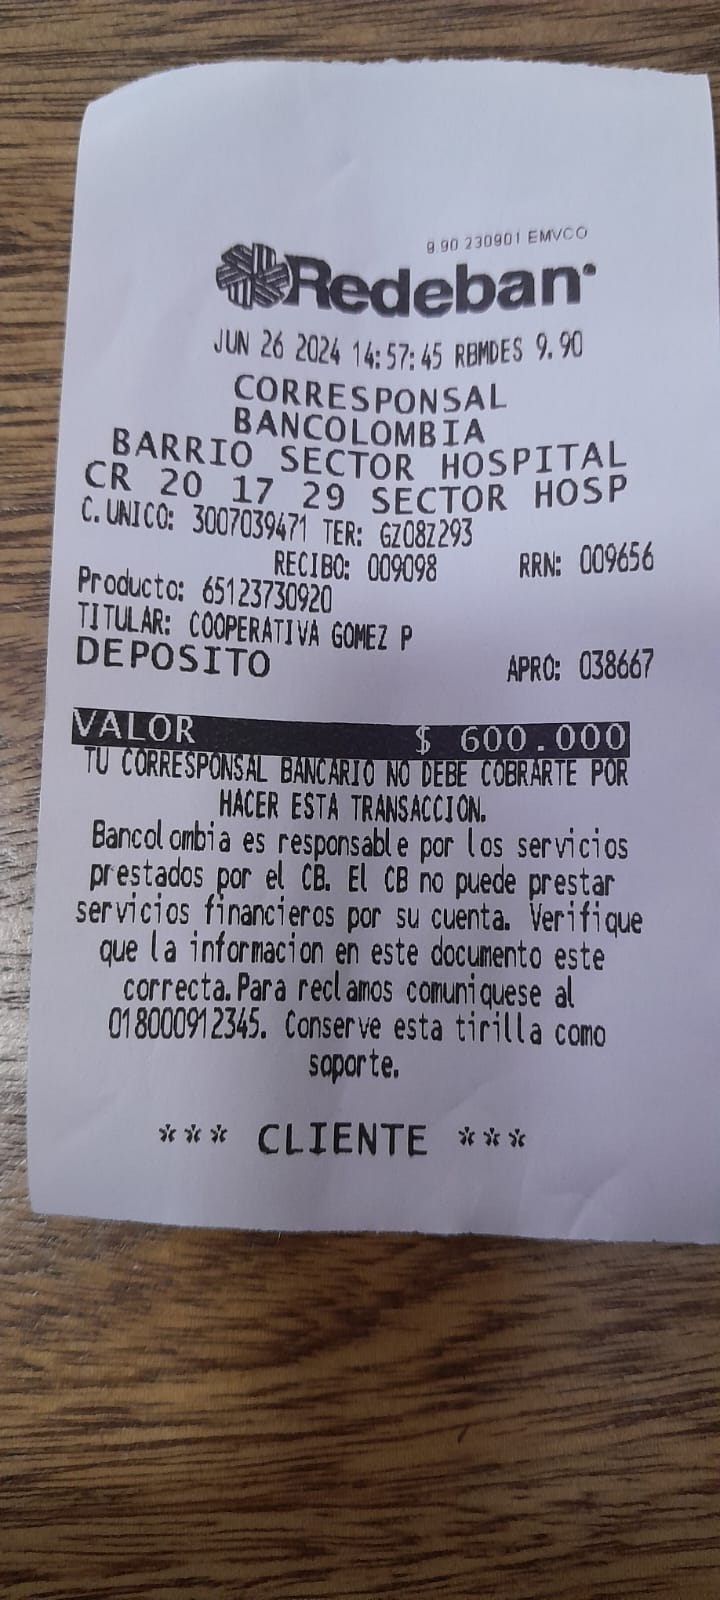 9.90 230901 EMVCO
Redeban
JUN 26 2024 14:57:45 RBMDES 9.90
CORRESPONSAL
BANCOLOMBIA
BARRIO SECTOR HOSPITAL
CR 20 17 29 SECTOR HOSP
C.UNICO: 3007039471 TER: GZ08Z293
RECIBO: 009098 RRN: 009656
Producto: 65123730920
TITULAR: COOPERATIVA GOMEZ P
DEPOSITO APRO: 038667
VALOR $ 600.000
TU CORRESPONSAL BANCARIO NO DEBE COBRARTE POR
HACER ESTA TRANSACCION.
Bancolombia es responsable por los servicios
prestados por el CB. El CB no puede prestar
servicios financieros por su cuenta. Verifique
que la informacion en este documento este
correcta.Para reclamos comuniquese al
018000912345. Conserve esta tirilla como
soporte.
*** CLIENTE ***